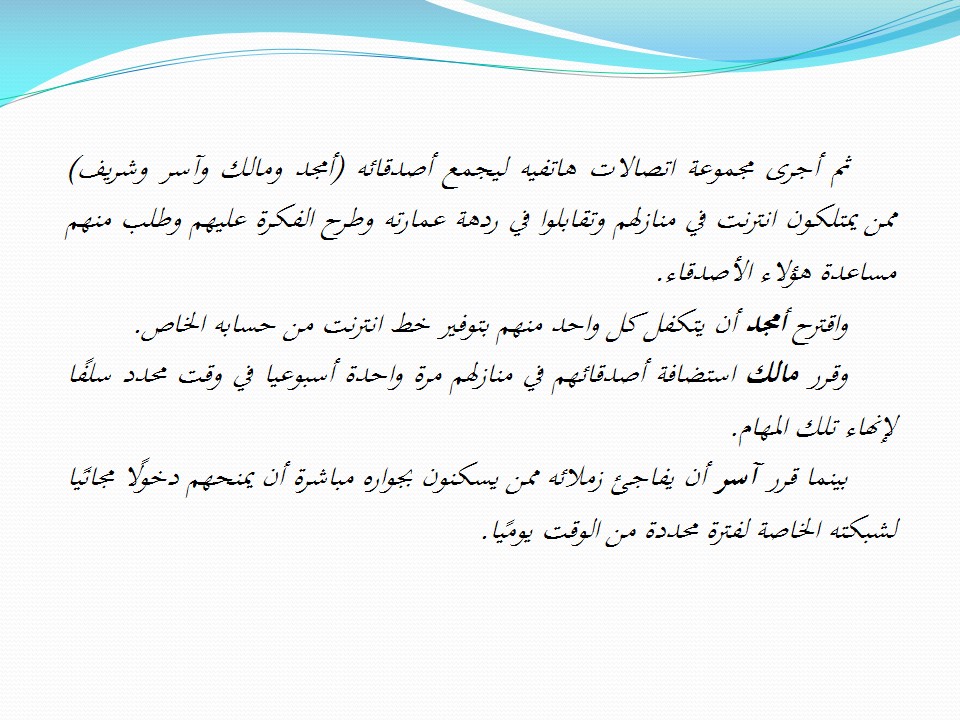 ثم أجرى مجموعة اتصالات هاتفيه ليجمع أصدقائه (أمجد ومالك وآسر وشريف)
ممن يمتلكون انترنت في منازلهم وتقابلوا في ردهة عمارته وطرح الفكرة عليهم وطلب منهم
مساعدة هؤلاء الأصدقاء.
واقترح أمجد أن يتكفل كل واحد منهم بتوفير خط انترنت من حسابه الخاص.
وقرر مالك استضافة أصدقائهم في منازلهم مرة واحدة أسبوعيا في وقت محدد سلفًا
لإنهاء تلك المهام.
بينما قرر آسر أن يفاجئ زملائه ممن يسكنون بجواره مباشرة أن يمنحهم دخولًا مجانًيا
لشبكته الخاصة لفترة محددة من الوقت يومًيا.